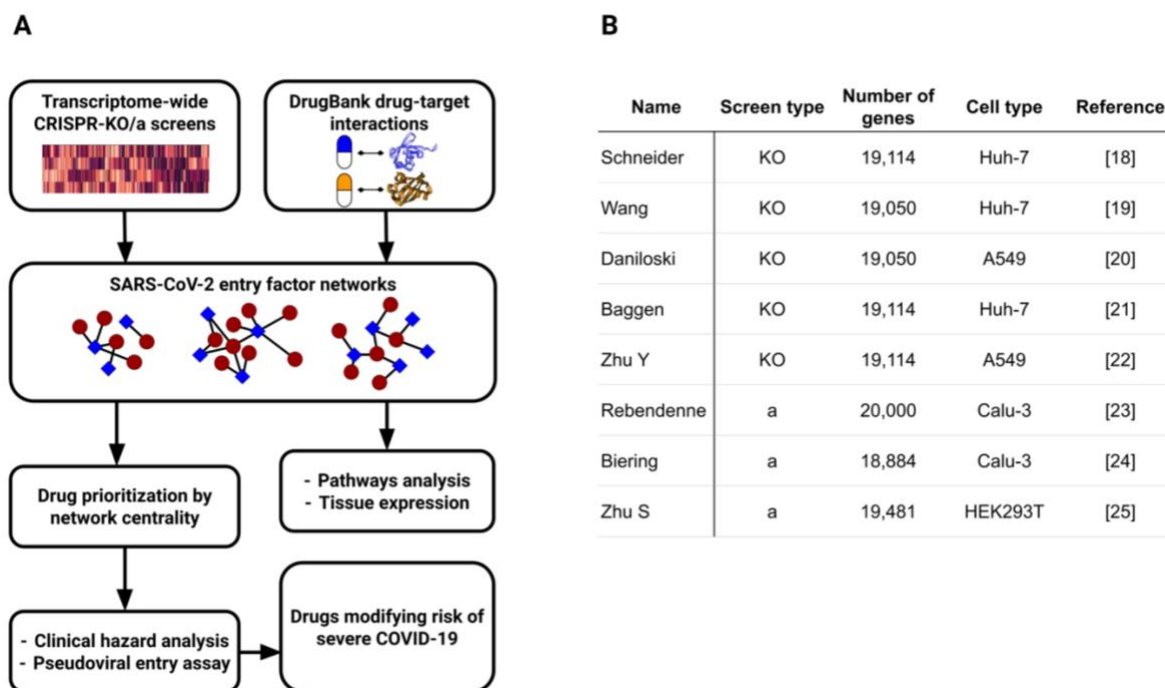 A
Transcriptome-wide
CRISPR-KO/a screens
DrugBank drug-target
interactions
SARS-CoV-2 entry factor networks
Drug prioritization by
network centrality
- Pathways analysis
- Tissue expression
- Clinical hazard analysis
- Pseudoviral entry assay
Drugs modifying risk of
severe COVID-19
B
Name Screen type Number of genes Cell type Reference
Schneider KO 19,114 Huh-7 [18]
Wang KO 19,050 Huh-7 [19]
Daniloski KO 19,050 A549 [20]
Baggen KO 19,114 Huh-7 [21]
Zhu Y KO 19,114 A549 [22]
Rebendenne a 20,000 Calu-3 [23]
Biering a 18,884 Calu-3 [24]
Zhu S a 19,481 HEK293T [25]